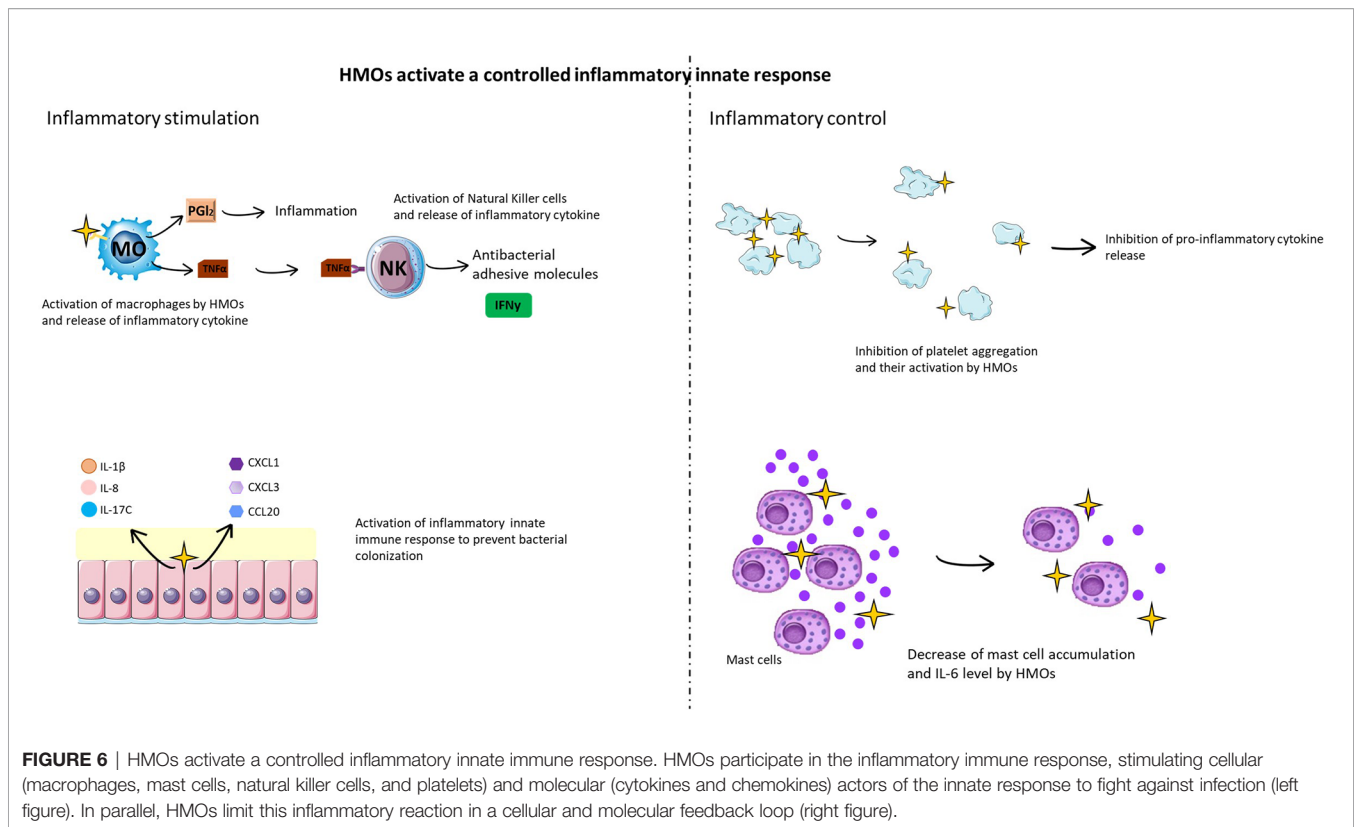 HMOs activate a controlled inflammatory innate response
Inflammatory stimulation
PGI₂
Inflammation
MO
TNFα
Activation of macrophages by HMOs
and release of inflammatory cytokine
Activation of Natural Killer cells
and release of inflammatory cytokine
TNFα
NK
Antibacterial
adhesive molecules
IFNγ
IL-1β
IL-8
IL-17C
CXCL1
CXCL3
CCL20
Activation of inflammatory innate
immune response to prevent bacterial
colonization
Inflammatory control
Inhibition of pro-inflammatory cytokine
release
Inhibition of platelet aggregation
and their activation by HMOs
Mast cells
Decrease of mast cell accumulation
and IL-6 level by HMOs
FIGURE 6 | HMOs activate a controlled inflammatory innate immune response. HMOs participate in the inflammatory immune response, stimulating cellular
(macrophages, mast cells, natural killer cells, and platelets) and molecular (cytokines and chemokines) actors of the innate response to fight against infection (left
figure). In parallel, HMOs limit this inflammatory reaction in a cellular and molecular feedback loop (right figure).